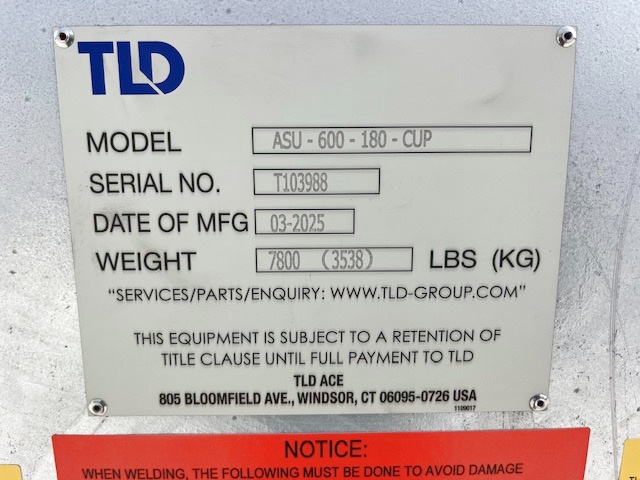 TLD
MODEL ASU - 600 - 180 - CUP
SERIAL NO. T103988
DATE OF MFG 03-2025
WEIGHT 7800 (3538) LBS (KG)
“SERVICES/PARTS/ENQUIRY: WWW.TLD-GROUP.COM”
THIS EQUIPMENT IS SUBJECT TO A RETENTION OF
TITLE CLAUSE UNTIL FULL PAYMENT TO TLD
TLD ACE
805 BLOOMFIELD AVE., WINDSOR, CT 06095-0726 USA
1109017
NOTICE:
WHEN WELDING, THE FOLLOWING MUST BE DONE TO AVOID DAMAGE